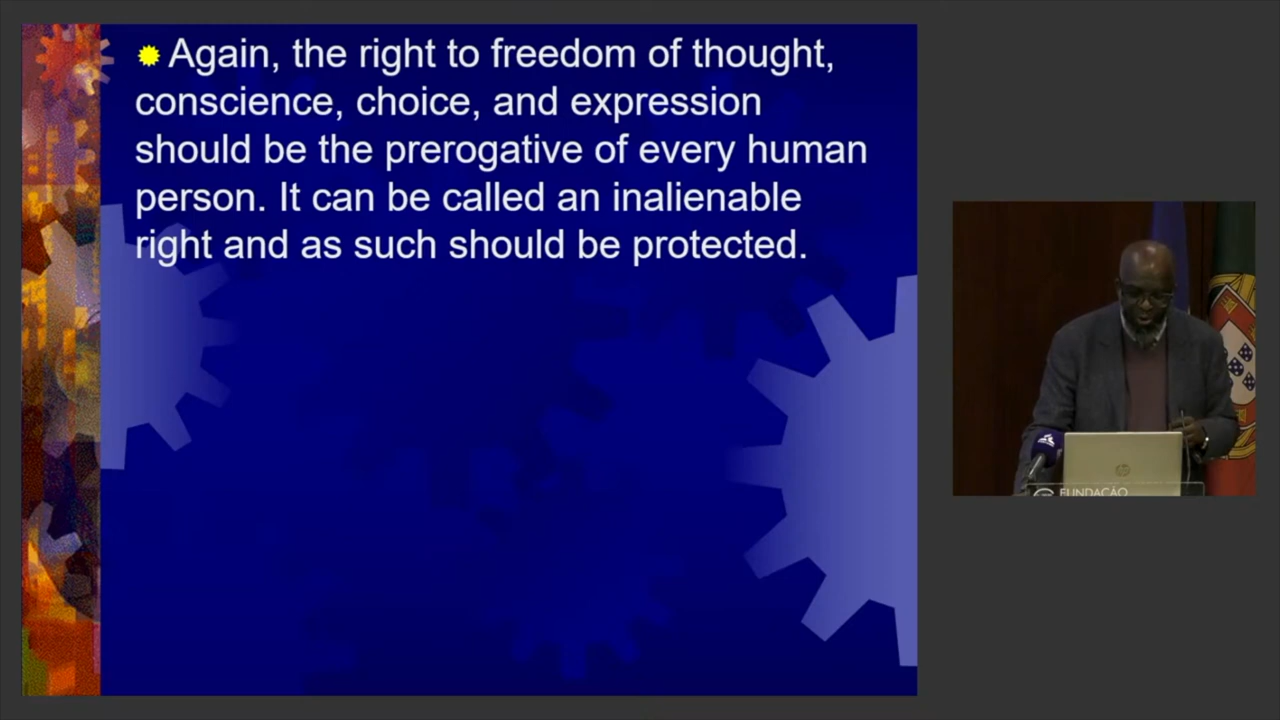 Again, the right to freedom of thought,
conscience, choice, and expression
should be the prerogative of every human
person. It can be called an inalienable
right and as such should be protected.
FUNDAÇÃO